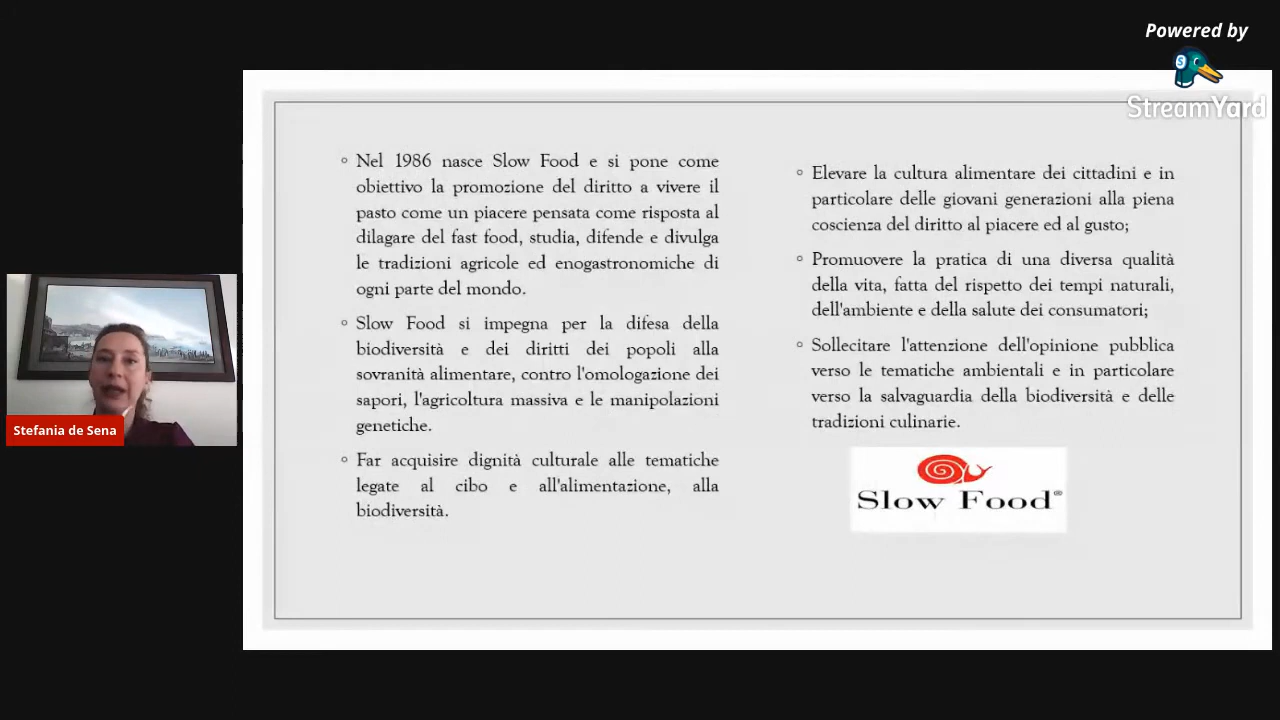 Powered by
StreamYard
Nel 1986 nasce Slow Food e si pone come
obiettivo la promozione del diritto a vivere il
pasto come un piacere pensata come risposta al
dilagare del fast food, studia, difende e divulga
le tradizioni agricole ed enogastronomiche di
ogni parte del mondo.
Slow Food si impegna per la difesa della
biodiversità e dei diritti dei popoli alla
sovranità alimentare, contro l'omologazione dei
sapori, l'agricoltura massiva e le manipolazioni
genetiche.
Far acquisire dignità culturale alle tematiche
legate al cibo e all'alimentazione, alla
biodiversità.
Elevare la cultura alimentare dei cittadini e in
particolare delle giovani generazioni alla piena
coscienza del diritto al piacere ed al gusto;
Promuovere la pratica di una diversa qualità
della vita, fatta del rispetto dei tempi naturali,
dell'ambiente e della salute dei consumatori;
Sollecitare l'attenzione dell'opinione pubblica
verso le tematiche ambientali e in particolare
verso la salvaguardia della biodiversità e delle
tradizioni culinarie.
Slow Food®
Stefania de Sena